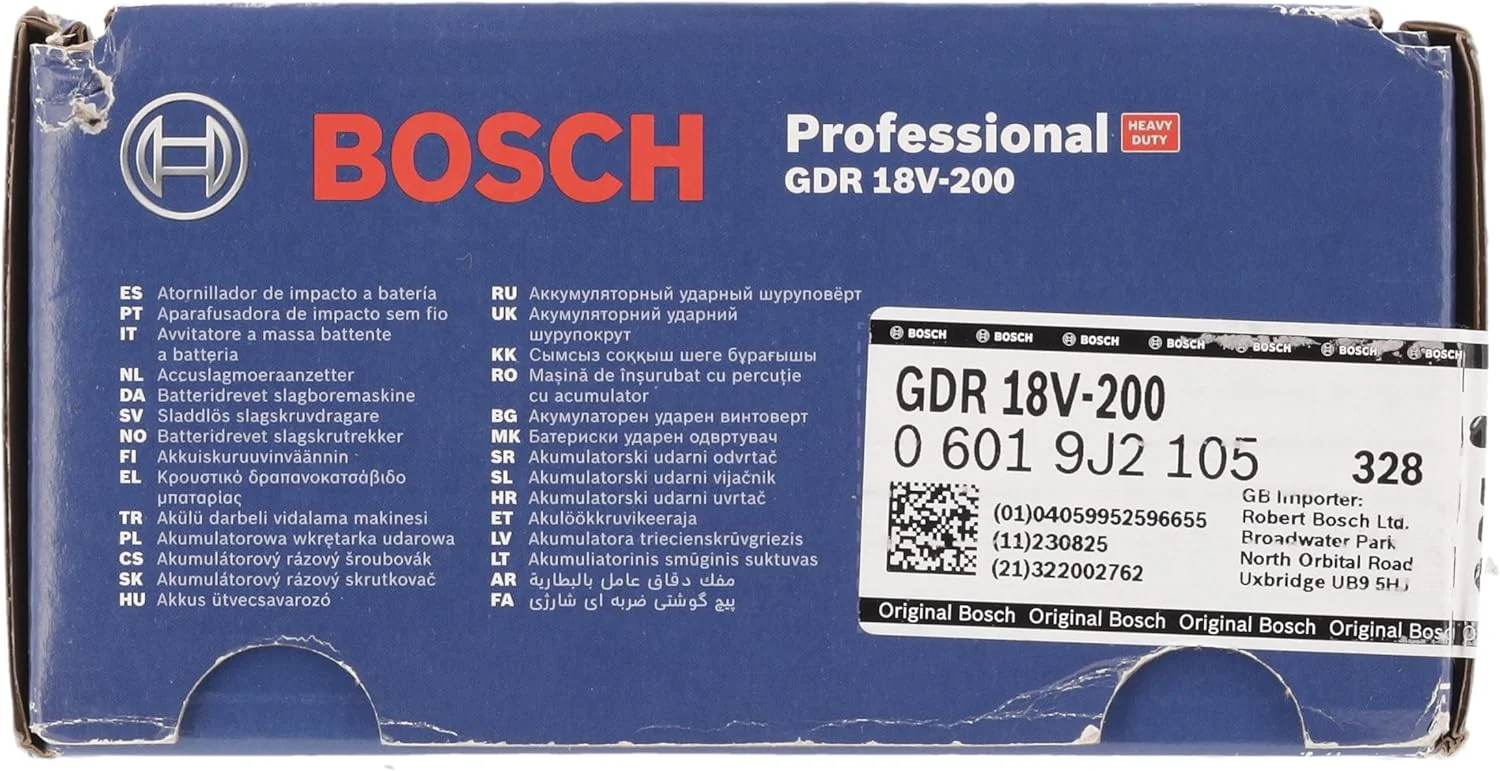 BOSCH
Professional HEAVY DUTY
GDR 18V-200
ES Atornillador de impacto a batería
PT Aparafusadora de impacto sem fio
IT Avvitatore a massa battente
a batteria
NL Accuslagmoeraanzetter
DA Batteridrevet slagboremaskine
SV Sladdlös slagskruvdragare
NO Batteridrevet slagskrutrekker
FI Akkuiskuruuvinväännin
EL Κρουστικό δραπανοκατσάβιδο
μπαταρίας
TR Akülü darbeli vidalama makinesi
PL Akumulatorowa wkrętarka udarowa
CS Akumulátorový rázový šroubovák
SK Akumulátorový rázový skrutkovač
HU Akkus ütvecsavarozó
RU Аккумуляторный ударный шуруповёрт
UK Акумуляторний ударний
шурупокрут
KK Сымсыз соққыш шеге бұрағышы
RO Mașină de înșurubat cu percuție
cu acumulator
BG Акумулаторен ударен винтоверт
MK Батериски ударен одвртувач
SR Akumulatorski udarni odvrtač
SL Akumulatorski udarni vijačnik
HR Akumulatorski udarni uvrtač
ET Akulöökkruvikeeraja
LV Akumulatora triecienskrūvgriezis
LT Akumuliatorinis smūginis suktuvas
AR مفك دقاق عامل بالبطارية
FA پیچ گوشتی ضربه ای شارژی
BOSCH BOSCH BOSCH BOSCH BOSCH BOSCH BOSCH
GDR 18V-200
0 601 9J2 105
328
(01)04059952596655
(11)230825
(21)322002762
GB Importer:
Robert Bosch Ltd.
Broadwater Park
North Orbital Road
Uxbridge UB9 5HJ
Original Bosch Original Bosch Original Bosch Original Bosch